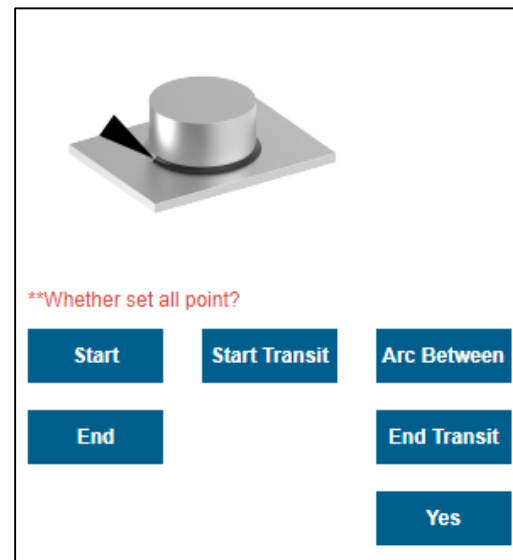 **Whether set all point?
Start
Start Transit
Arc Between
End
End Transit
Yes